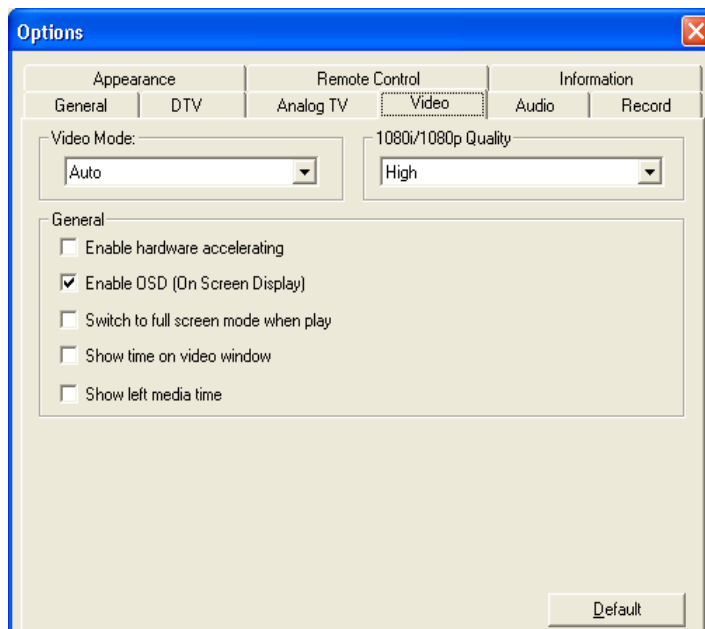 Options
Appearance Remote Control Information
General DTV Analog TV Video Audio Record
Video Mode: 1080i/1080p Quality
Auto High
General
Enable hardware accelerating
Enable OSD (On Screen Display)
Switch to full screen mode when play
Show time on video window
Show left media time
Default